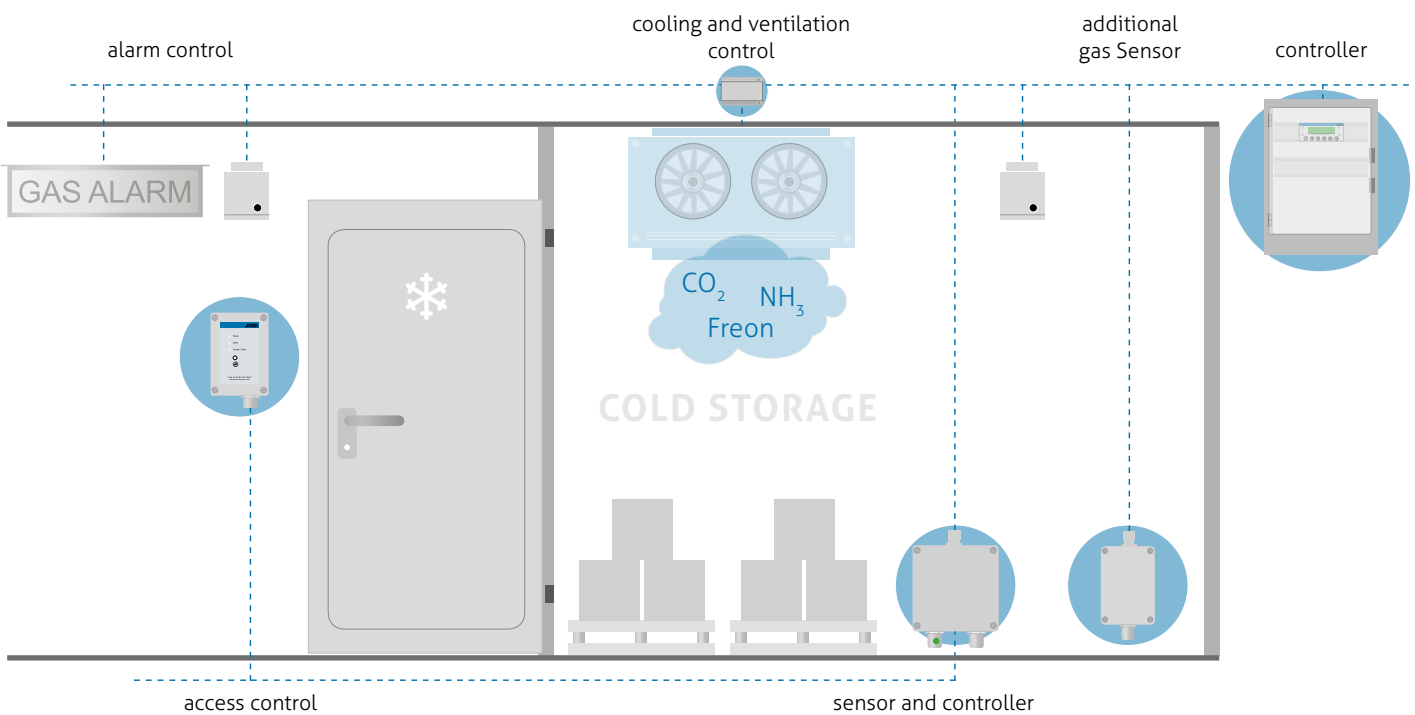 cooling and ventilation
control
additional
gas Sensor
alarm control
controller
GAS ALARM
CO₂
NH₃
Freon
COLD STORAGE
access control
sensor and controller